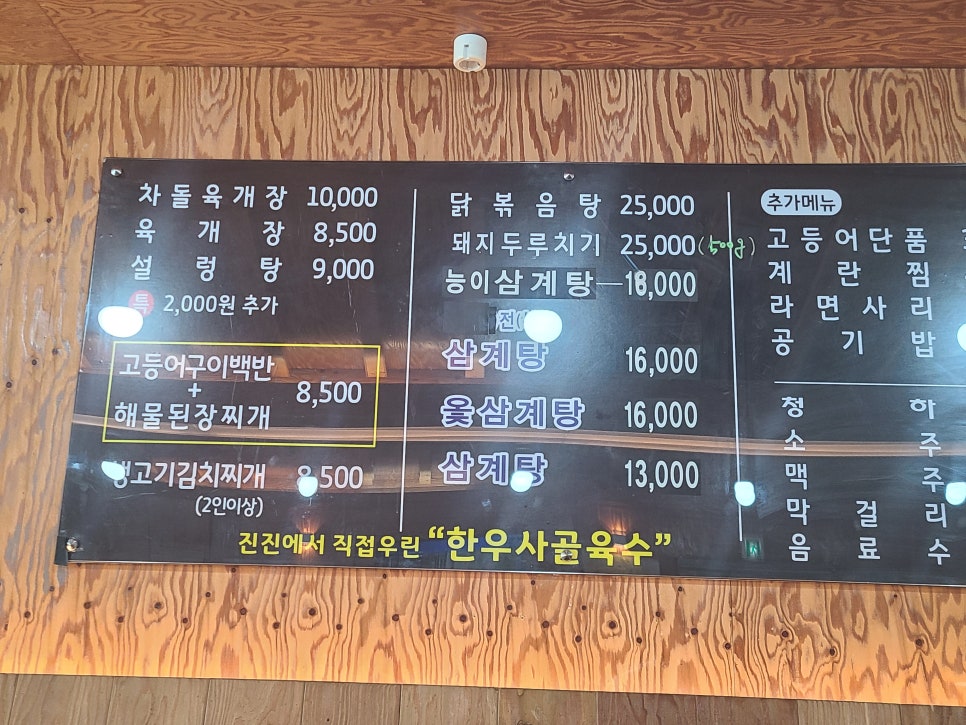 차돌육개장 10,000
육개장 8,500
설렁탕 9,000
특 2,000원 추가
고등어구이백반
+
해물된장찌개
8,500
생고기김치찌개 8,500
(2인이상)
닭볶음탕 25,000
돼지두루치기 25,000 (500g)
능이삼계탕 18,000
삼계탕 16,000
옻삼계탕 16,000
삼계탕 13,000
추가메뉴
고등어단품
계란찜
라면사리
공기밥
청하
소주
맥주
막걸리
음료수
진진에서 직접우린 “한우사골육수”